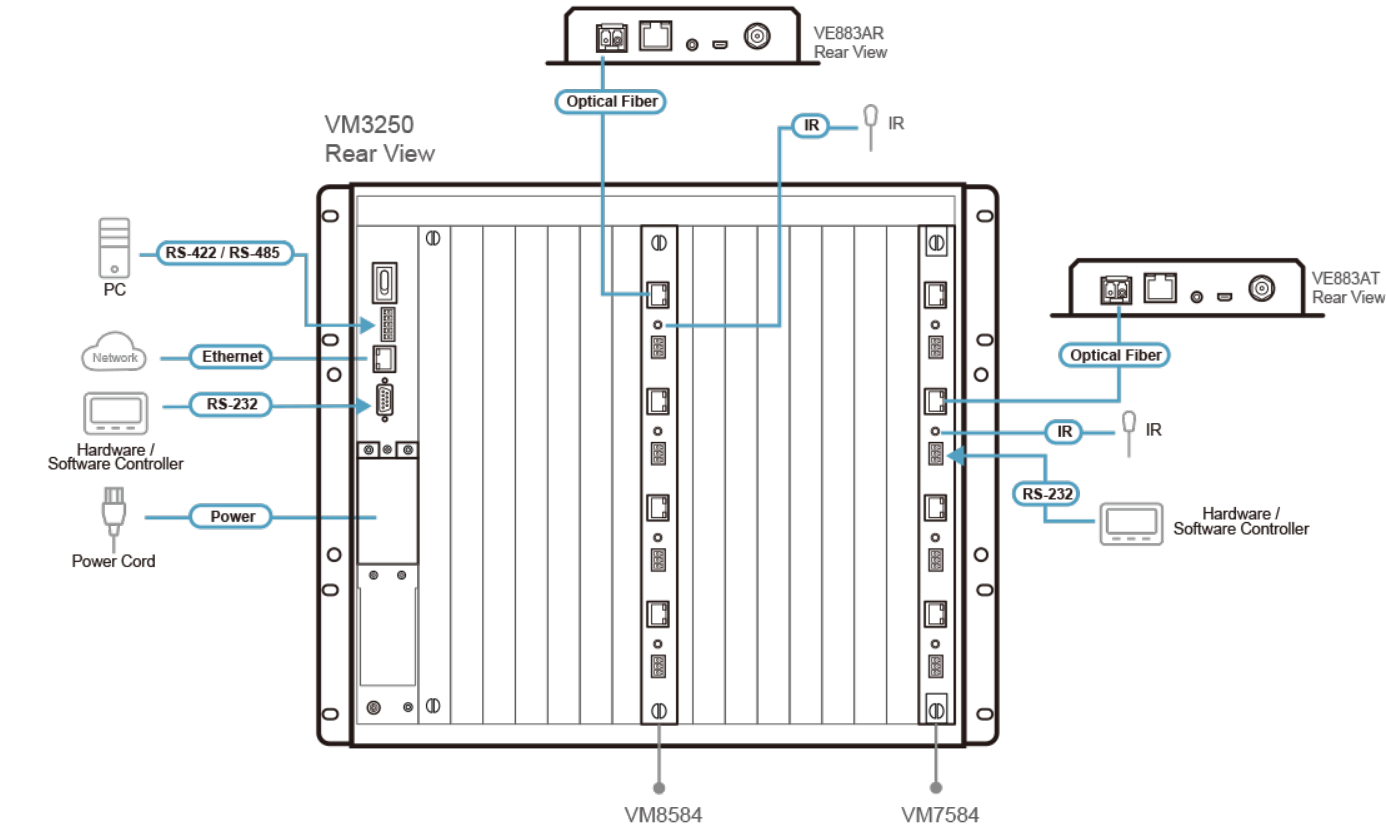 VE883AR
Rear View
Optical Fiber
IR
IR
VM3250
Rear View
RS-422 / RS-485
PC
VE883AT
Rear View
Network
Ethernet
Optical Fiber
RS-232
Hardware /
Software Controller
IR
IR
RS-232
Power
Hardware /
Software Controller
Power Cord
VM8584
VM7584